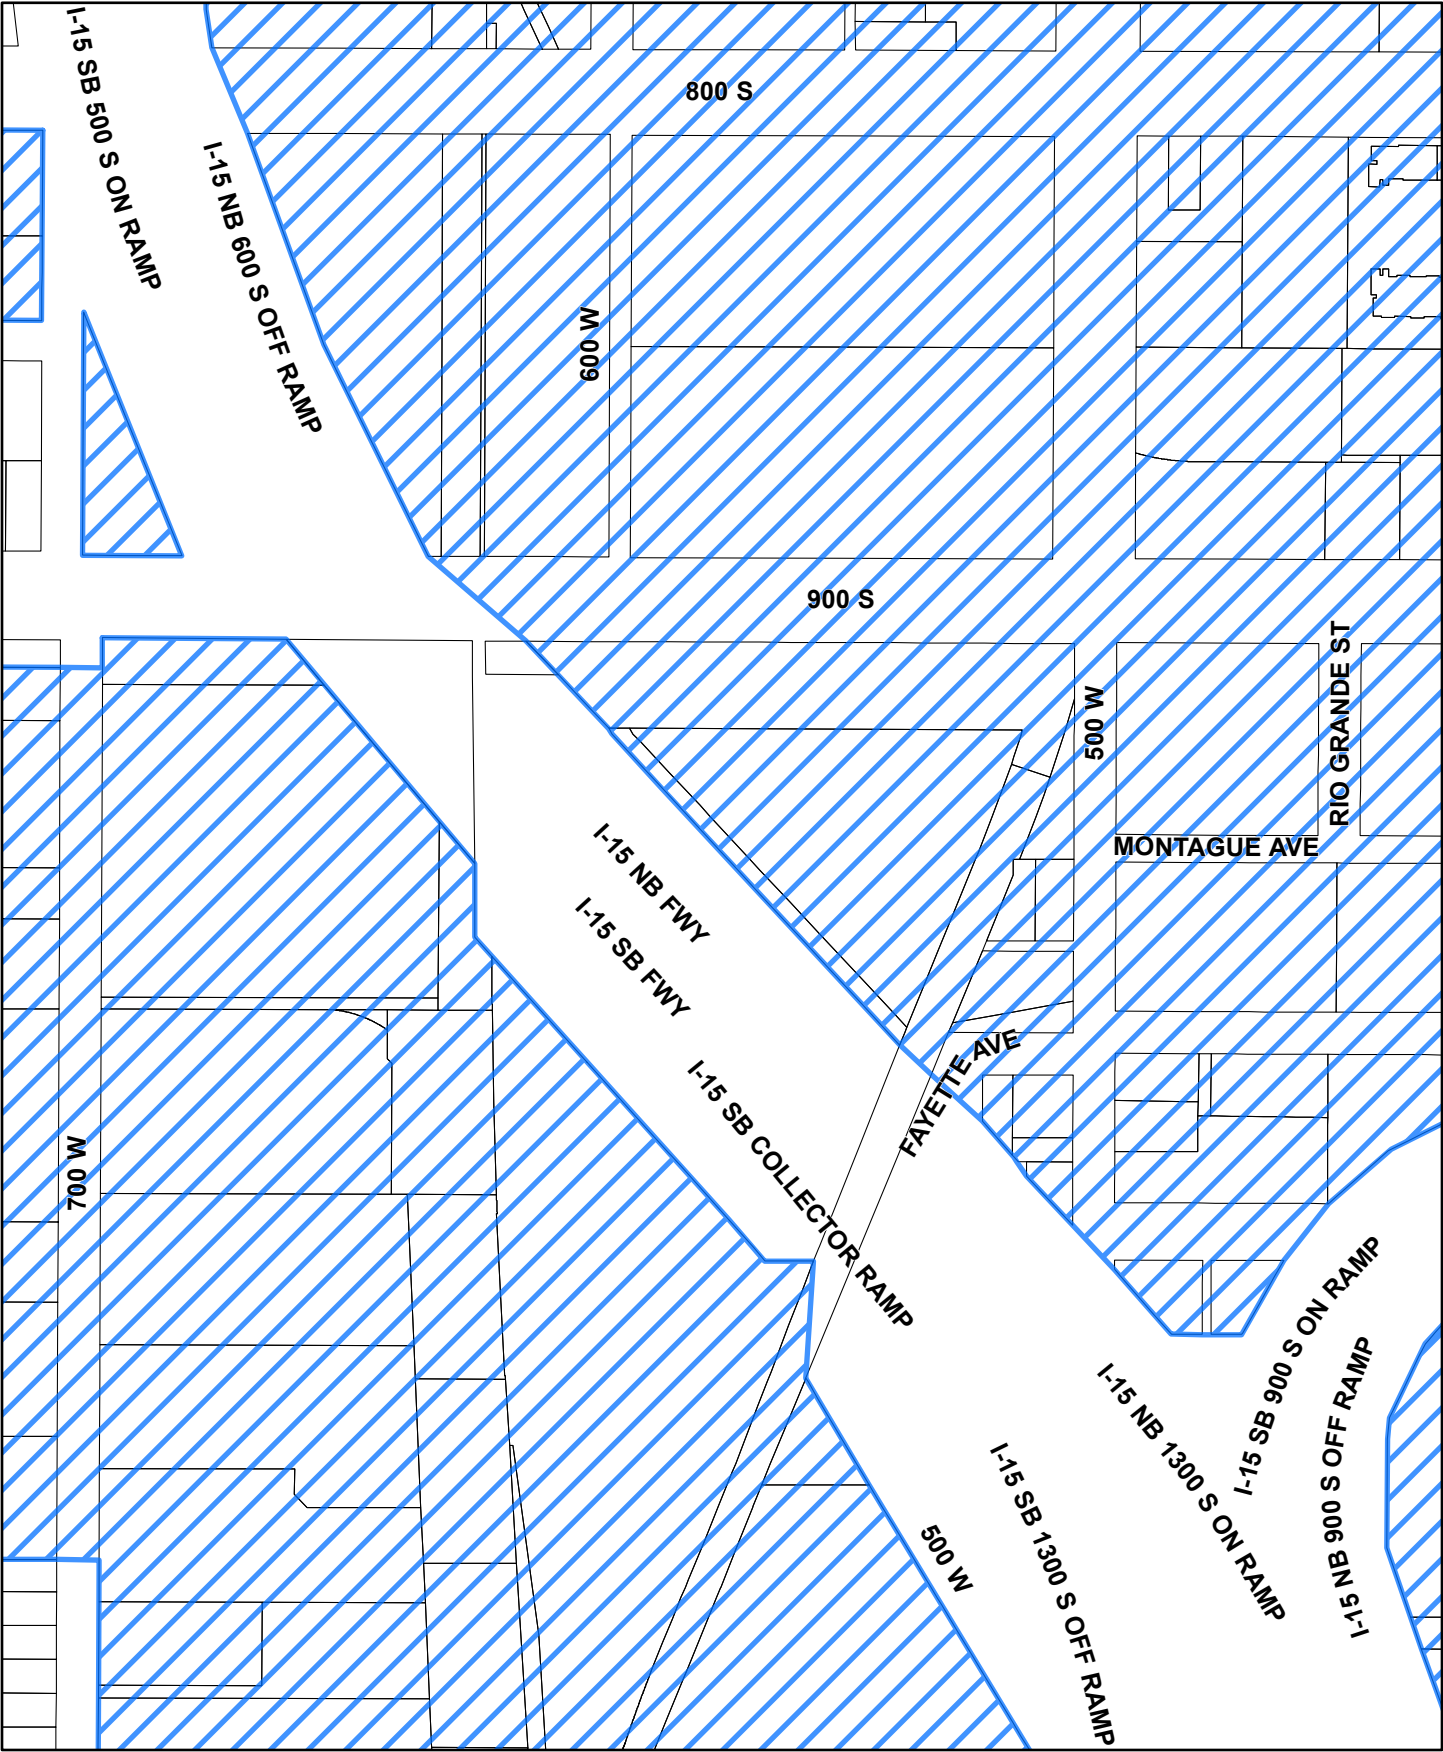 I-15 SB 500 S ON RAMP
800 S
I-15 NB 600 S OFF RAMP
600 W
900 S
RIO GRANDE ST
500 W
MONTAGUE AVE
I-15 NB FWY
I-15 SB FWY
FAYETTE AVE
I-15 SB COLLECTOR RAMP
700 W
I-15 SB 900 S ON RAMP
I-15 NB 900 S OFF RAMP
I-15 NB 1300 S ON RAMP
I-15 SB 1300 S OFF RAMP
500 W